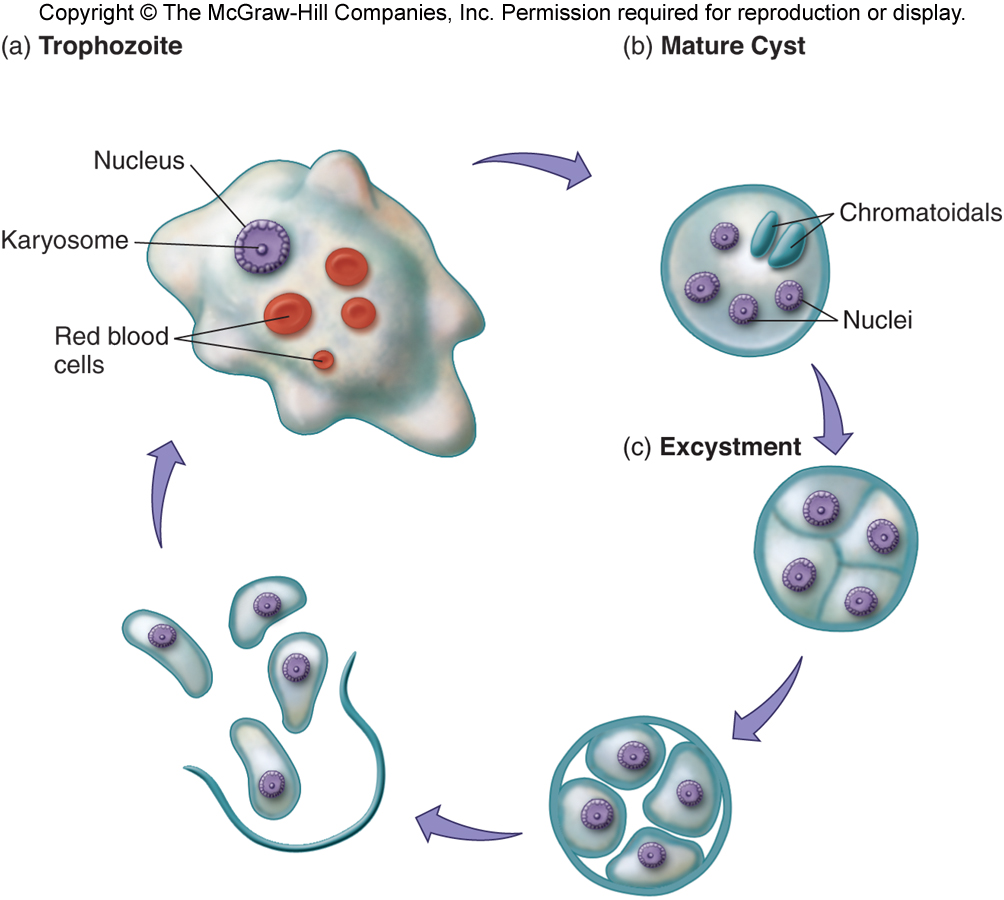 Copyright © The McGraw-Hill Companies, Inc. Permission required for reproduction or display.
(a) Trophozoite
(b) Mature Cyst
Nucleus
Karyosome
Red blood
cells
Chromatoidals
Nuclei
(c) Excystment